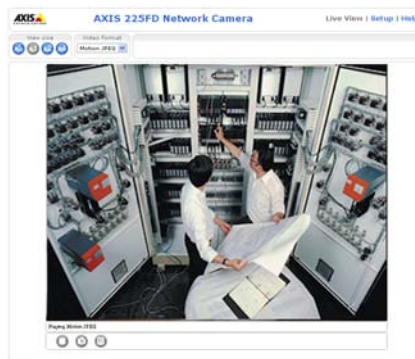 AXIS
AXIS 225FD Network Camera
Live View | Setup | Help
View size
Video Format
Motion JPEG
Playing Motion JPEG